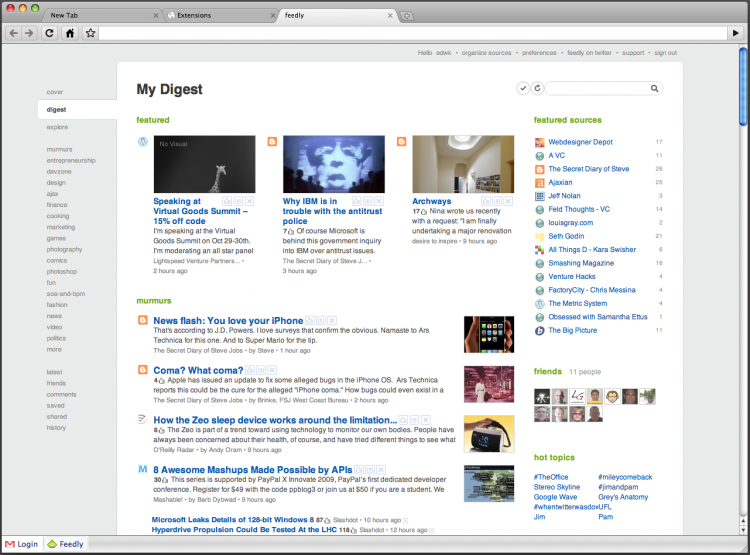 New Tab
Extensions
feedly
Hello edwk • organize sources • preferences • feedly on twitter • support • sign out
cover
digest
explore
murmurs
entrepreneurship
devzone
design
ajax
finance
cooking
marketing
games
photography
comics
photoshop
fun
soa-and-bpm
fashion
news
video
politics
more
latest
friends
comments
saved
shared
history
My Digest
featured
No Visual
Speaking at
Virtual Goods Summit –
15% off code
I'm speaking at the Virtual
Goods Summit on Oct 29-30th.
I'm moderating an all star panel
Lightspeed Venture Partners... •
2 hours ago
Why IBM is in
trouble with the antitrust
police
7 Of course Microsoft is
behind this government inquiry
into IBM over antitrust issues.
The Secret Diary of Steve J... •
3 hours ago
Archways
17 Nina wrote us recently
with a request: "I am finally
undertaking a major renovation
desire to inspire • 9 hours ago
murmurs
News flash: You love your iPhone
That's according to J.D. Powers. I love surveys that confirm the obvious. Namaste to Ars
Technica for this one. And to Super Mario for the tip.
The Secret Diary of Steve Jobs • by Steve • 1 hour ago
Coma? What coma?
4 Apple has issued an update to fix some alleged bugs in the iPhone OS. Ars Technica
reports this could be the cure for the alleged "iPhone coma." How bugs could even exist in a
The Secret Diary of Steve Jobs • by Brinke, FSJ West Coast Bureau • 2 hours ago
How the Zeo sleep device works around the limitation...
8 The Zeo is part of a trend toward using technology to monitor our own bodies. People have
always been concerned about their health, of course, and have tried different things to see what
O'Reilly Radar • by Andy Oram • 9 hours ago
8 Awesome Mashups Made Possible by APIs
30 This series is supported by PayPal X Innovate 2009, PayPal's first dedicated developer
conference. Register for $49 with the code ppblog3 or join us at $50 if you are a student. We
Mashable! • by Barb Dybwad • 9 hours ago
Microsoft Leaks Details of 128-bit Windows 8 87 Slashdot • 10 hours ago
Hyperdrive Propulsion Could Be Tested At the LHC 118 Slashdot • 12 hours ago
featured sources
Webdesigner Depot 17
A VC 11
The Secret Diary of Steve 26
Ajaxian 25
Jeff Nolan 3
Feld Thoughts - VC 14
louisgray.com 2
Seth Godin 21
All Things D - Kara Swisher 6
Smashing Magazine 16
Venture Hacks 4
FactoryCity - Chris Messina 4
The Metric System 4
Obsessed with Samantha Ettus 1
The Big Picture 11
friends 11 people
hot topics
#TheOffice #mileycomeback
Stereo Skyline #jimandpam
Google Wave Grey's Anatomy
#whentwitterwasdown UFL
Jim Pam
Login
Feedly